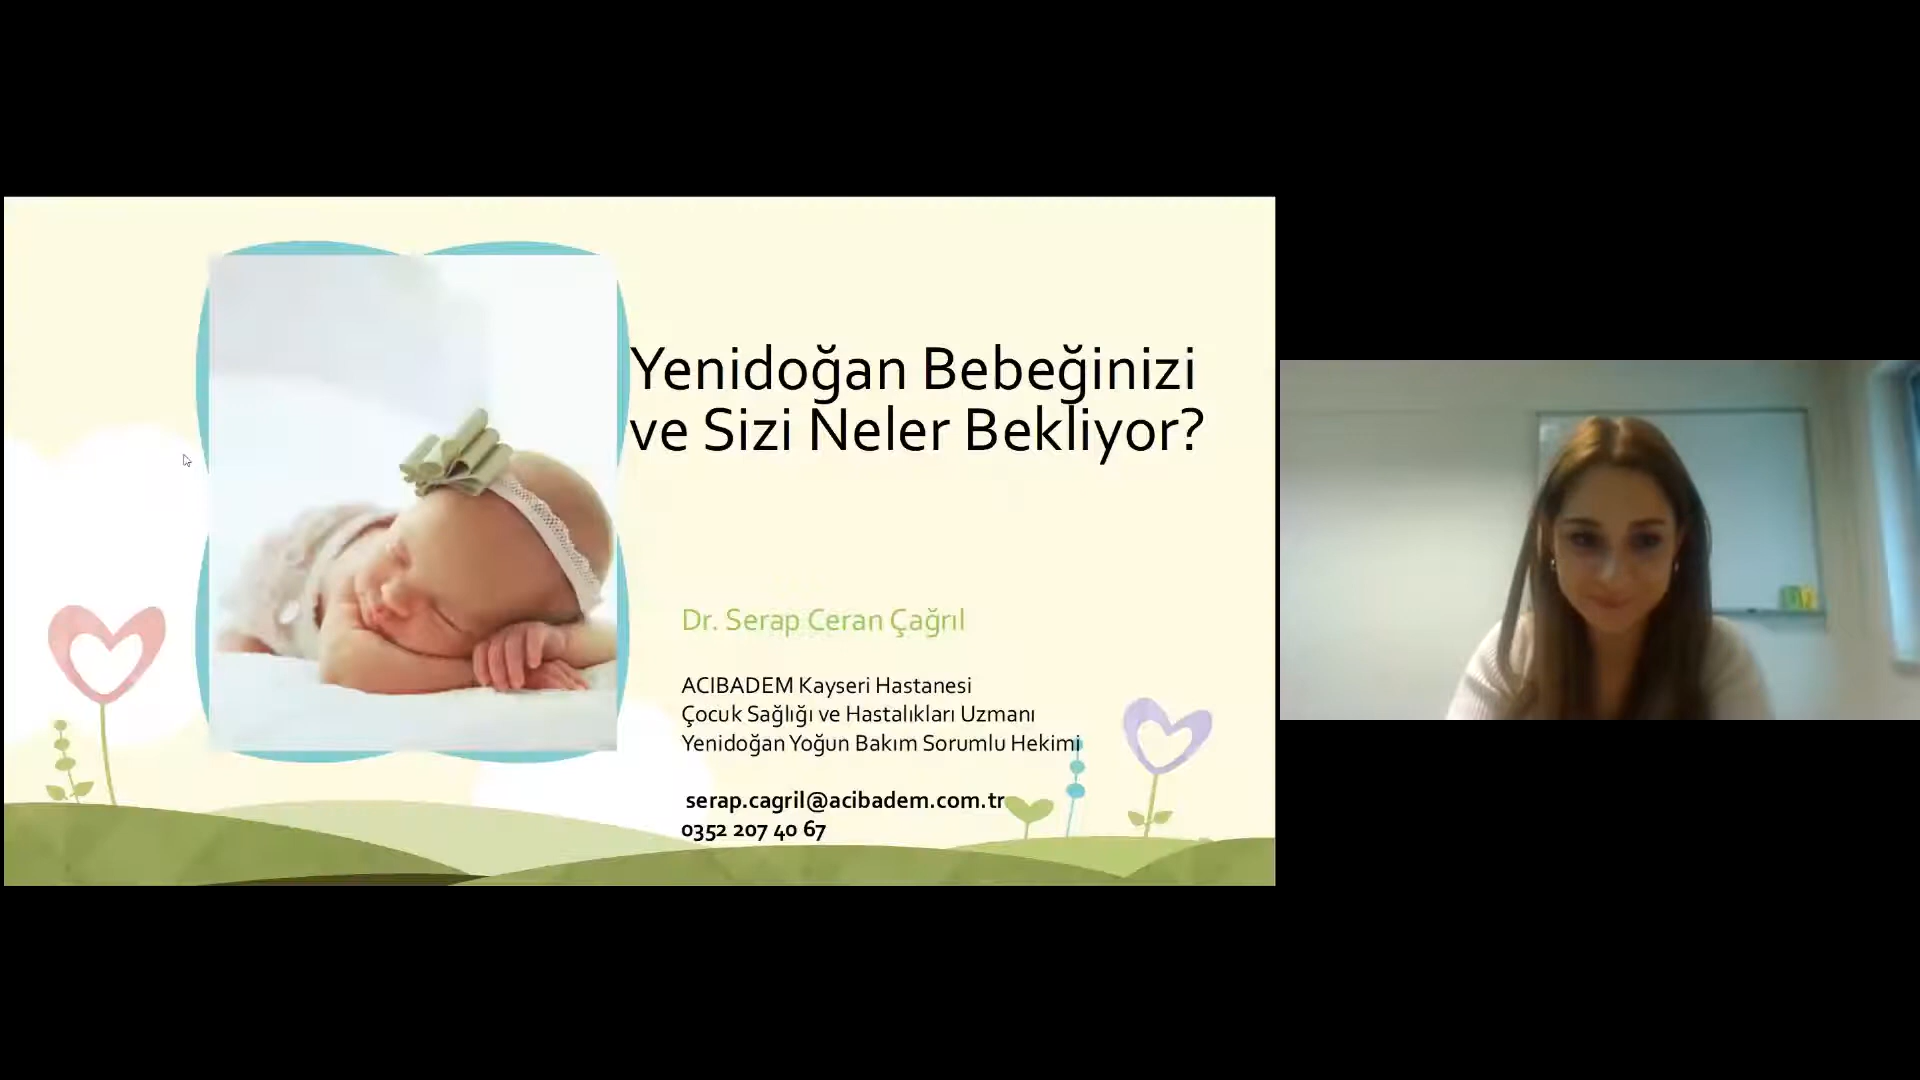 Yenidoğan Bebeğinizi
ve Sizi Neler Bekliyor?
Dr. Serap Ceran Çağrıl
ACIBADEM Kayseri Hastanesi
Çocuk Sağlığı ve Hastalıkları Uzmanı
Yenidoğan Yoğun Bakım Sorumlu Hekimi
serap.cagril@acibadem.com.tr
0352 207 40 67